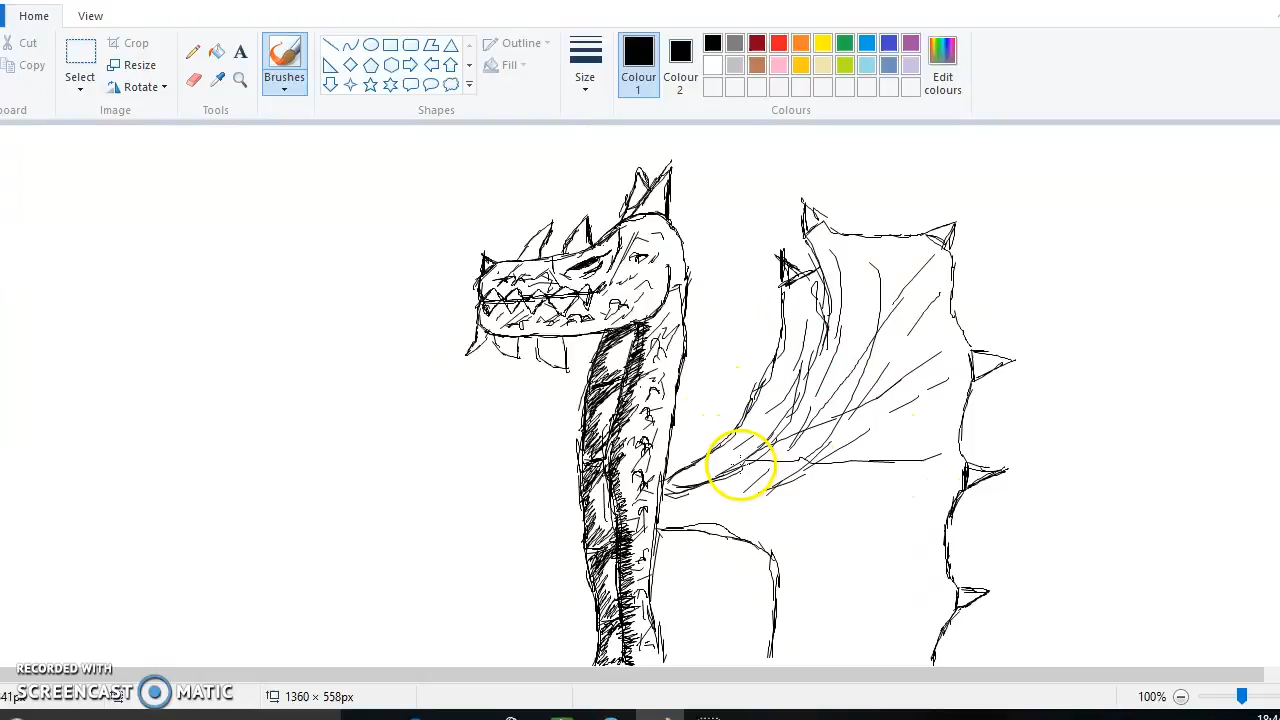 Home View
Cut
Copy
oard
Select
Crop
Resize
Rotate
Image
Tools
Brushes
Shapes
Outline
Fill
Size
Colour
1
Colour
2
Edit
colours
Colours
RECORDED WITH
SCREENCAST MATIC
1360 × 558px
100%